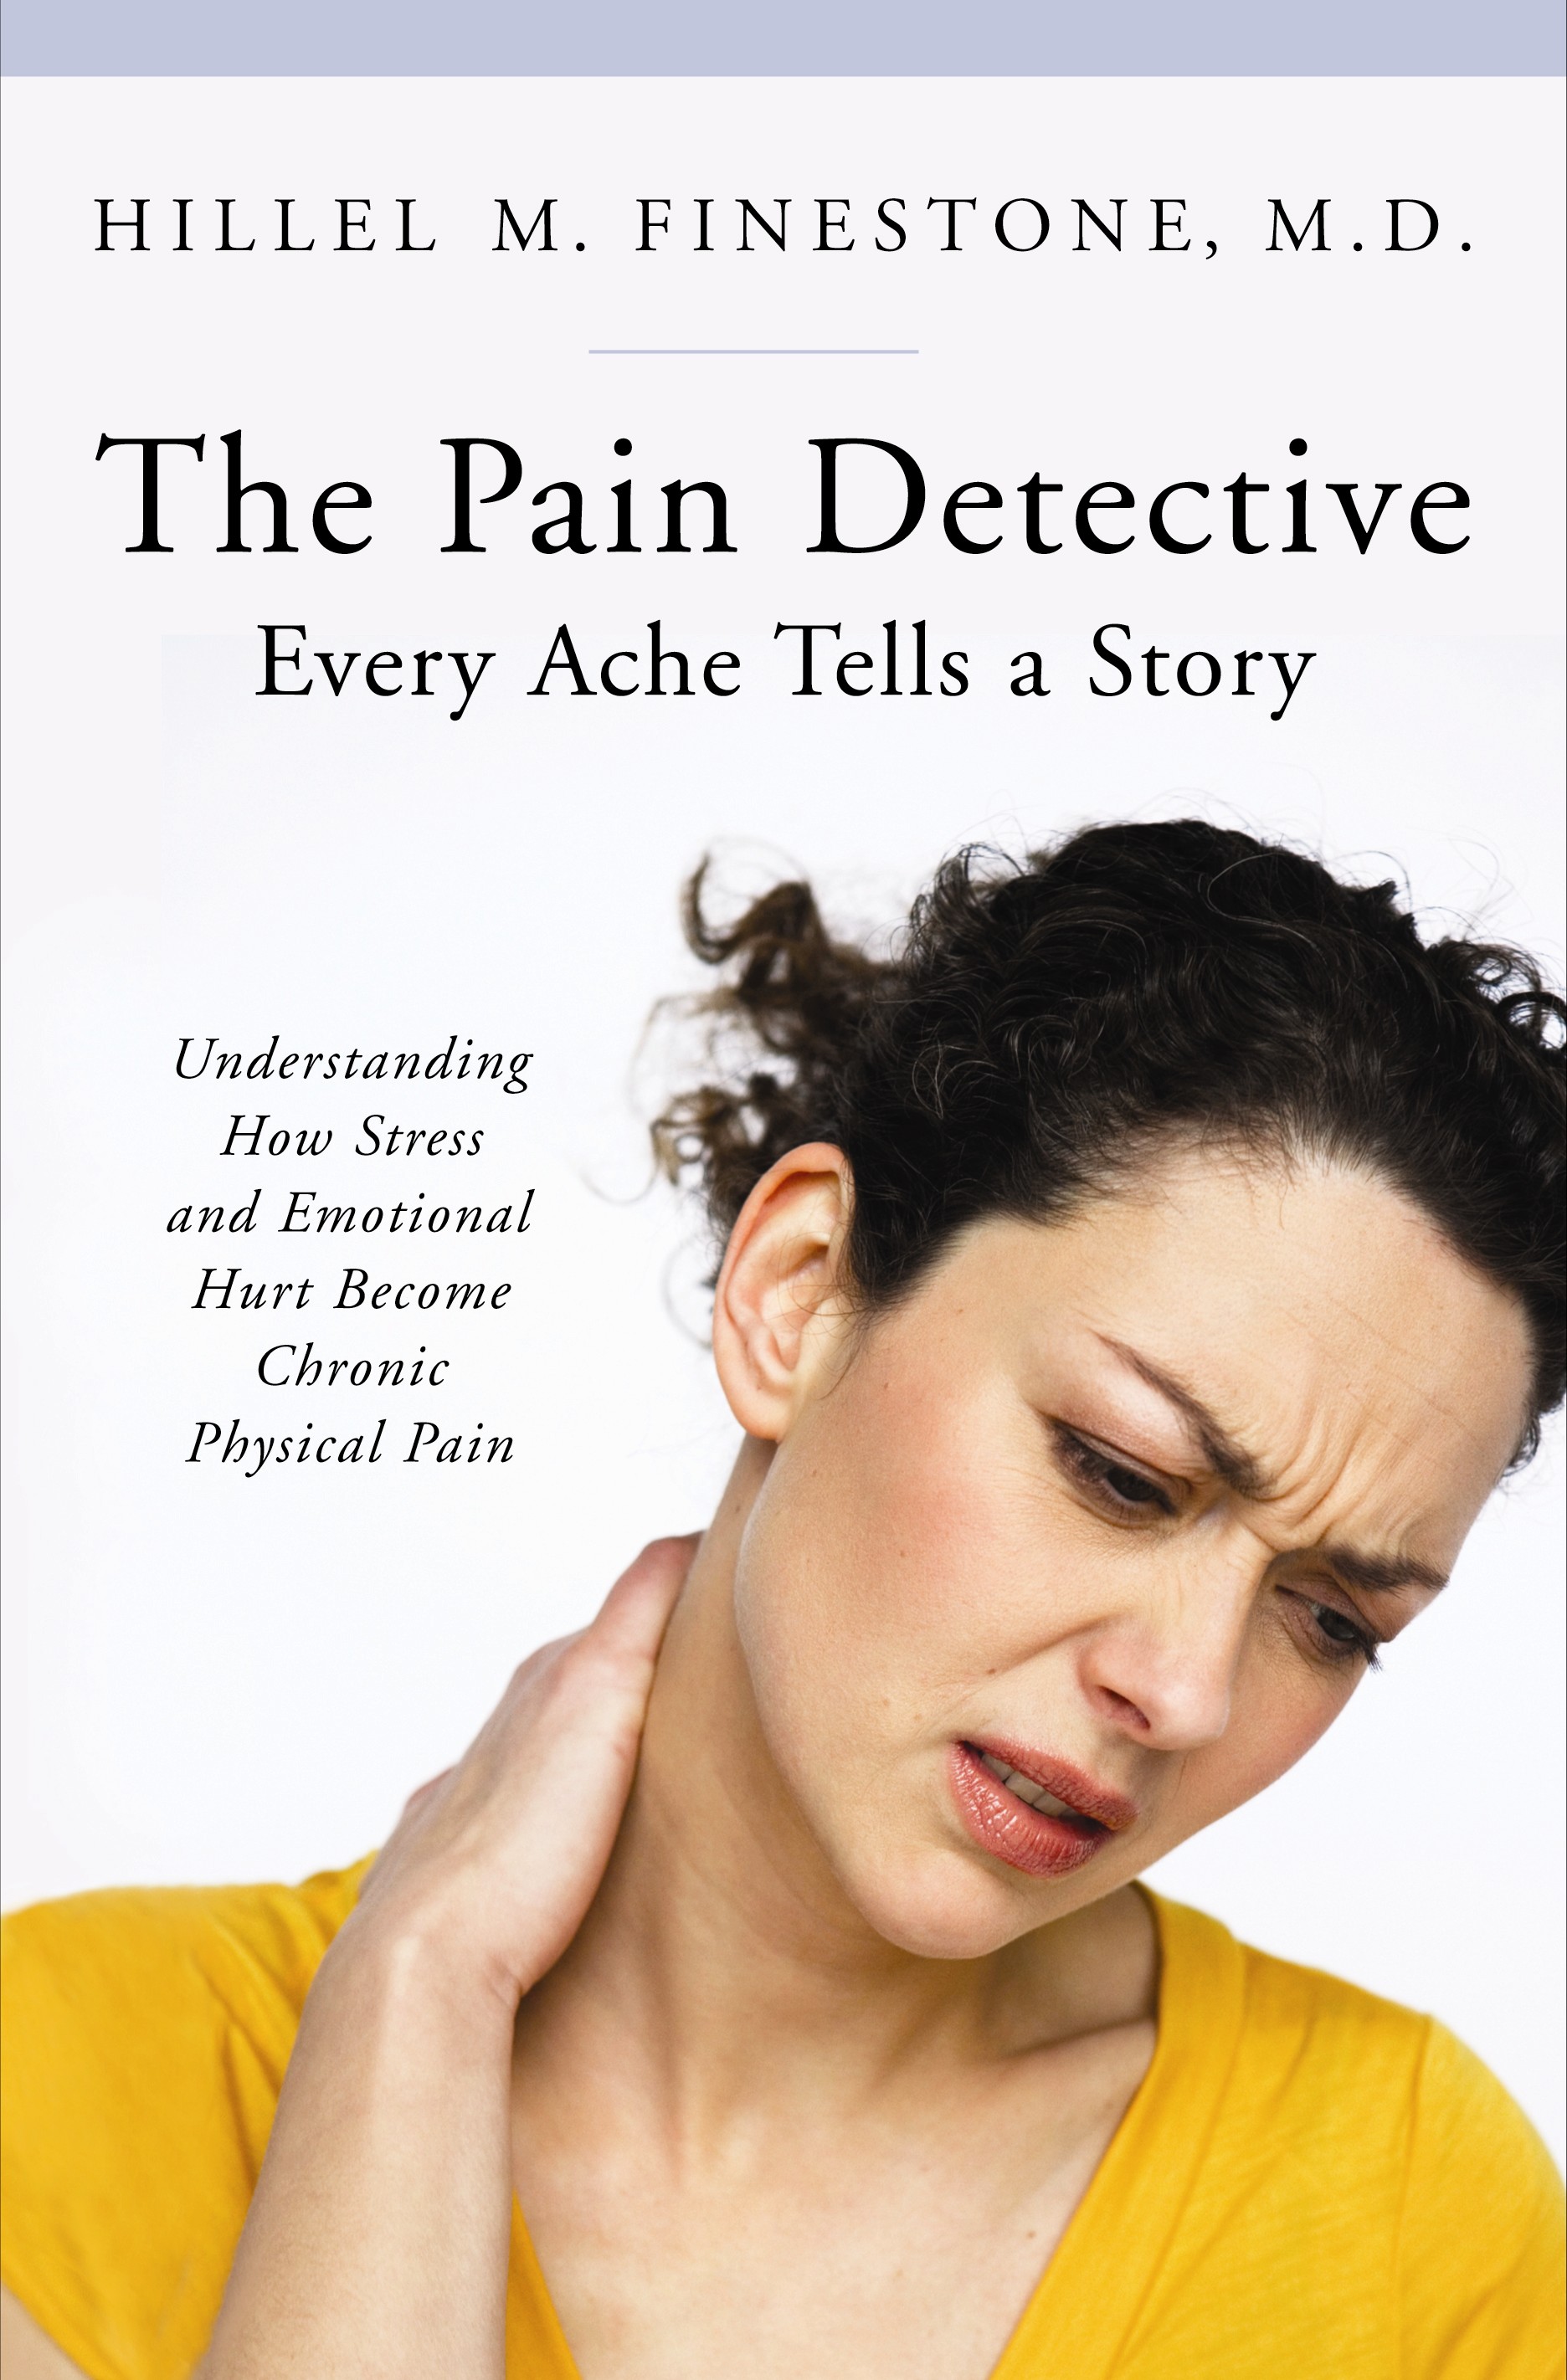 HILLEL M. FINESTONE, M.D.
The Pain Detective
Every Ache Tells a Story
Understanding
How Stress
and Emotional
Hurt Become
Chronic
Physical Pain